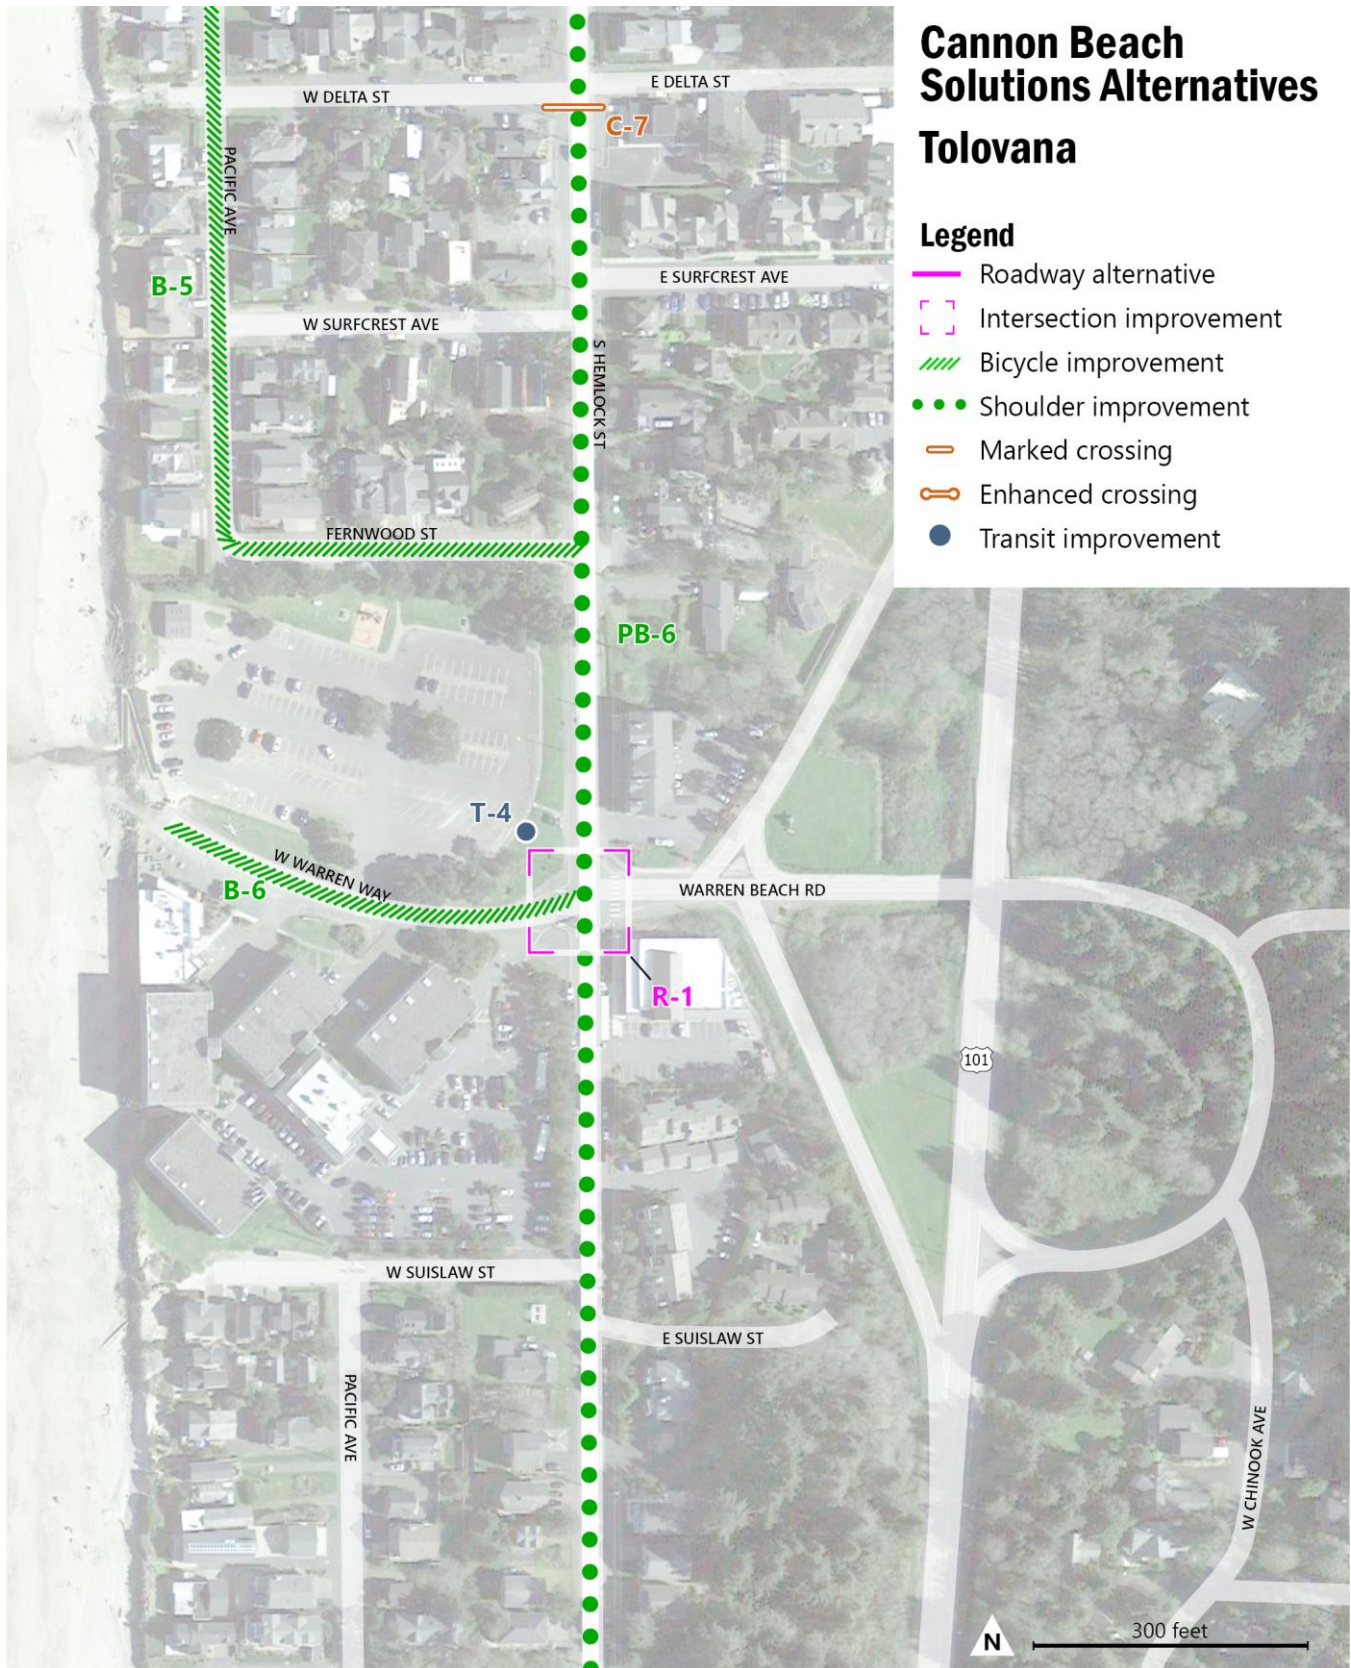 Cannon Beach
Solutions Alternatives
Tolovana
Legend
Roadway alternative
Intersection improvement
Bicycle improvement
Shoulder improvement
Marked crossing
Enhanced crossing
Transit improvement
W DELTA ST
E DELTA ST
C-7
PACIFIC AVE
B-5
E SURFCREST AVE
W SURFCREST AVE
S HEMLOCK ST
FERNWOOD ST
PB-6
T-4
W WARREN WAY
B-6
WARREN BEACH RD
R-1
101
W SUISLAW ST
E SUISLAW ST
PACIFIC AVE
W CHINOOK AVE
N
300 feet